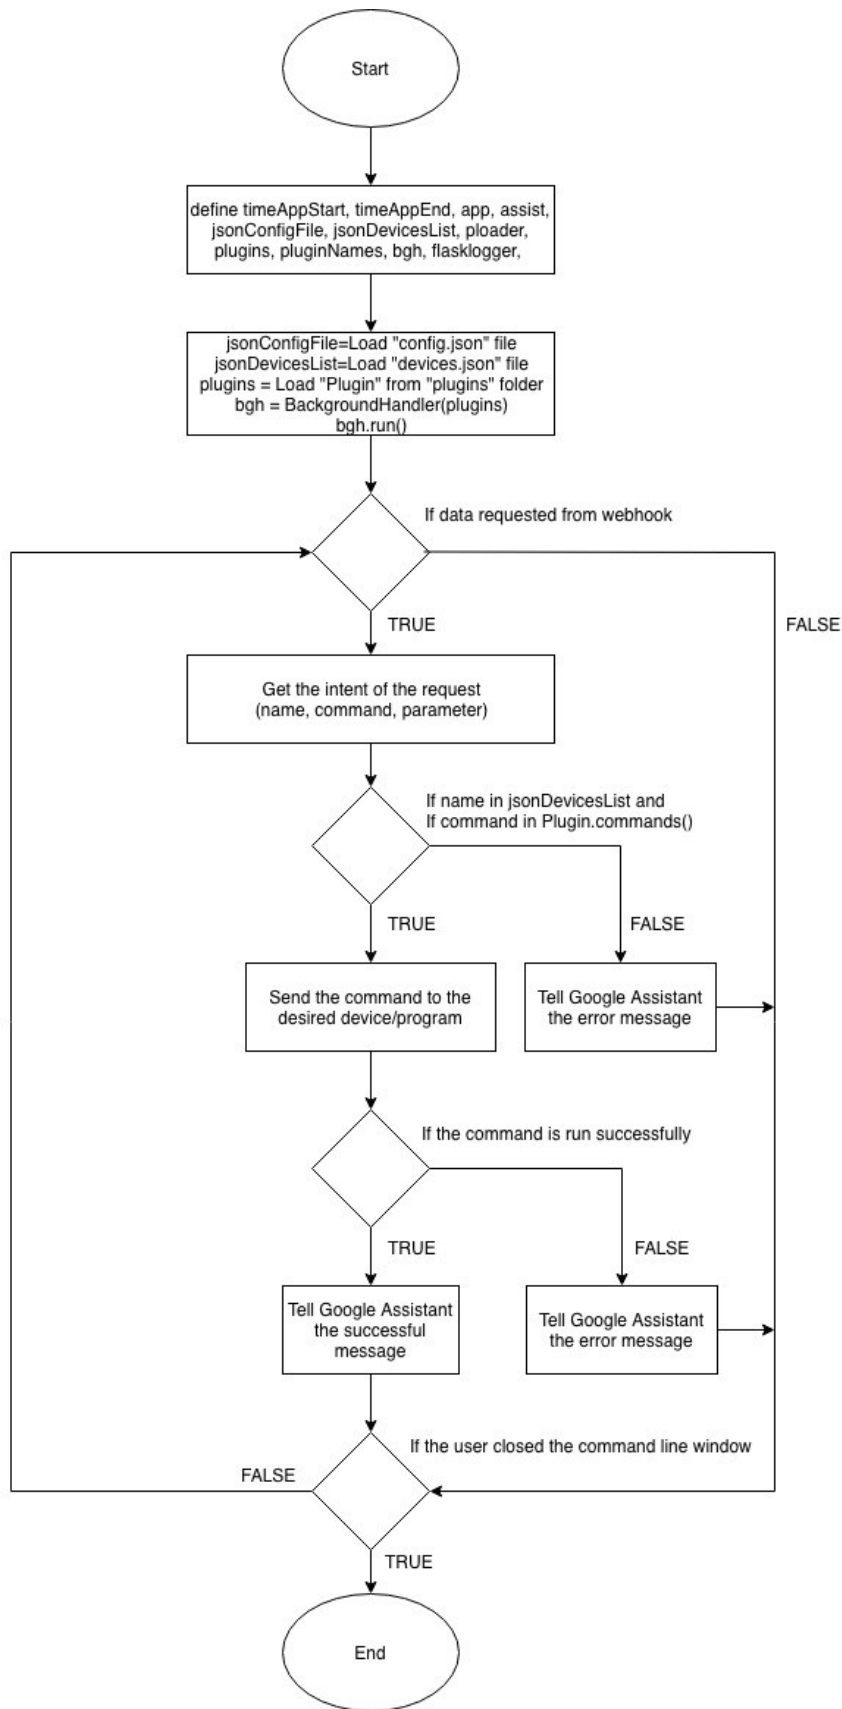 Start
define timeAppStart, timeAppEnd, app, assist,
jsonConfigFile, jsonDevicesList, ploader,
plugins, pluginNames, bgh, flasklogger,
jsonConfigFile=Load "config.json" file
jsonDevicesList=Load "devices.json" file
plugins = Load "Plugin" from "plugins" folder
bgh = BackgroundHandler(plugins)
bgh.run()
If data requested from webhook
TRUE
FALSE
Get the intent of the request
(name, command, parameter)
If name in jsonDevicesList and
If command in Plugin.commands()
TRUE
FALSE
Send the command to the
desired device/program
Tell Google Assistant
the error message
If the command is run successfully
TRUE
FALSE
Tell Google Assistant
the successful
message
Tell Google Assistant
the error message
If the user closed the command line window
FALSE
TRUE
End